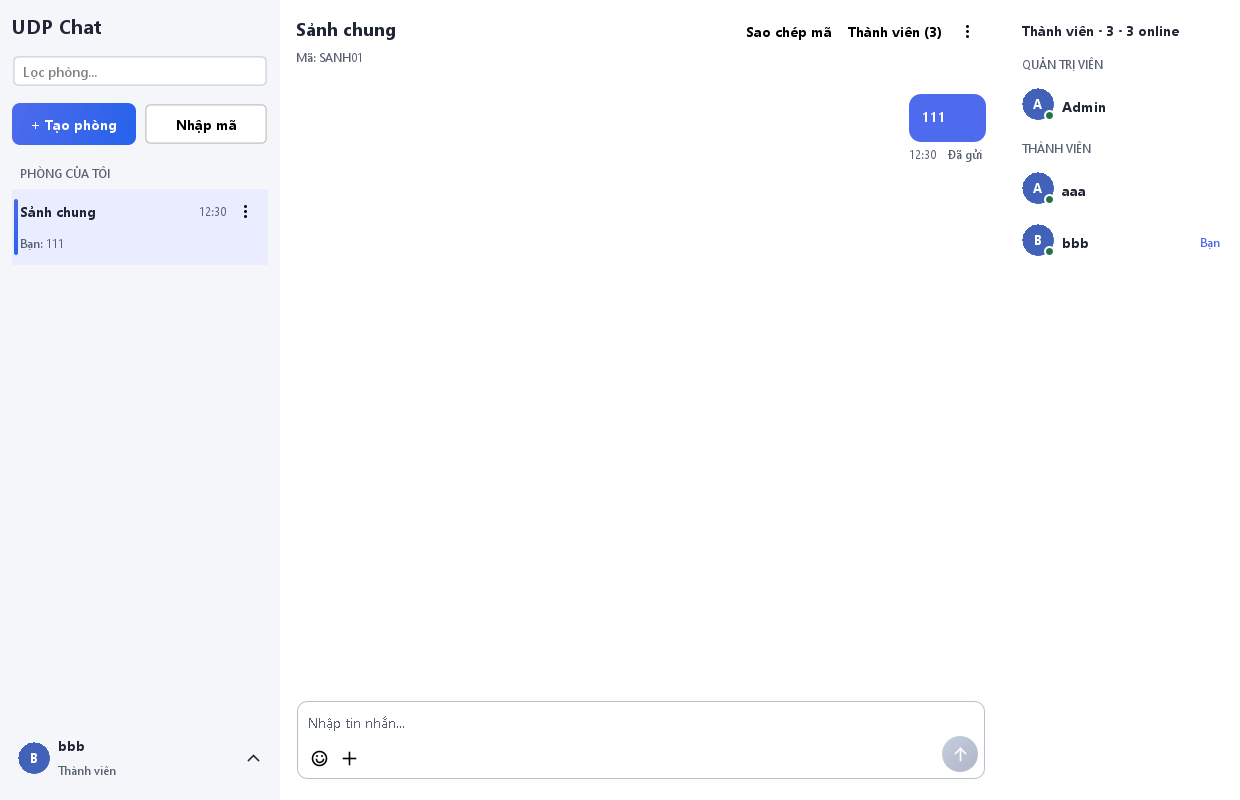 UDP Chat
Lọc phòng...
+ Tạo phòng
Nhập mã
PHÒNG CỦA TÔI
Sảnh chung
12:30
Bạn: 111
B
bbb
Thành viên
Sảnh chung
Mã: SANH01
Sao chép mã
Thành viên (3)
111
12:30 Đã gửi
Nhập tin nhắn...
Thành viên - 3 - 3 online
QUẢN TRỊ VIÊN
A
Admin
THÀNH VIÊN
A
aaa
B
bbb
Bạn